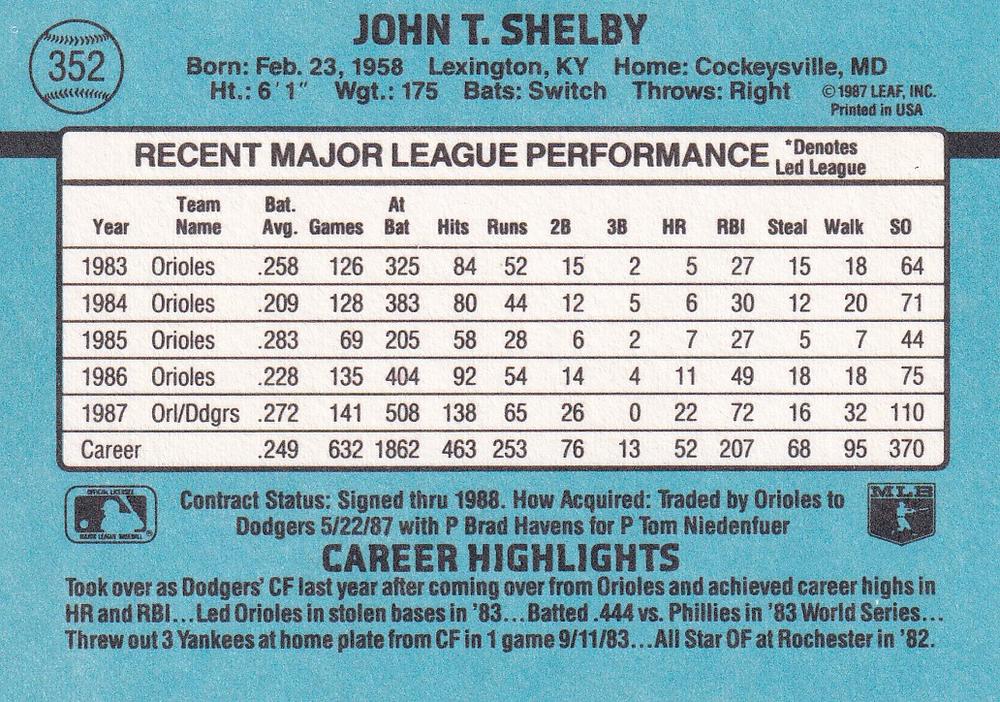 352
JOHN T. SHELBY
Born: Feb. 23, 1958 Lexington, KY Home: Cockeysville, MD
Ht.: 6'1" Wgt.: 175 Bats: Switch Throws: Right ©1987 LEAF, INC.
Printed in USA
RECENT MAJOR LEAGUE PERFORMANCE *Denotes
Led League
Year Team Name Bat. Avg. Games At Bat Hits Runs 2B 3B HR RBI Steal Walk SO
1983 Orioles .258 126 325 84 52 15 2 5 27 15 18 64
1984 Orioles .209 128 383 80 44 12 5 6 30 12 20 71
1985 Orioles .283 69 205 58 28 6 2 7 27 5 7 44
1986 Orioles .228 135 404 92 54 14 4 11 49 18 18 75
1987 Orl/Ddgrs .272 141 508 138 65 26 0 22 72 16 32 110
Career .249 632 1862 463 253 76 13 52 207 68 95 370
OFFICIAL LICENSEE
MAJOR LEAGUE BASEBALL®
Contract Status: Signed thru 1988. How Acquired: Traded by Orioles to
Dodgers 5/22/87 with P Brad Havens for P Tom Niedenfuer
MLB
CAREER HIGHLIGHTS
Took over as Dodgers' CF last year after coming over from Orioles and achieved career highs in
HR and RBI...Led Orioles in stolen bases in '83...Batted .444 vs. Phillies in '83 World Series...
Threw out 3 Yankees at home plate from CF in 1 game 9/11/83...All Star OF at Rochester in '82.